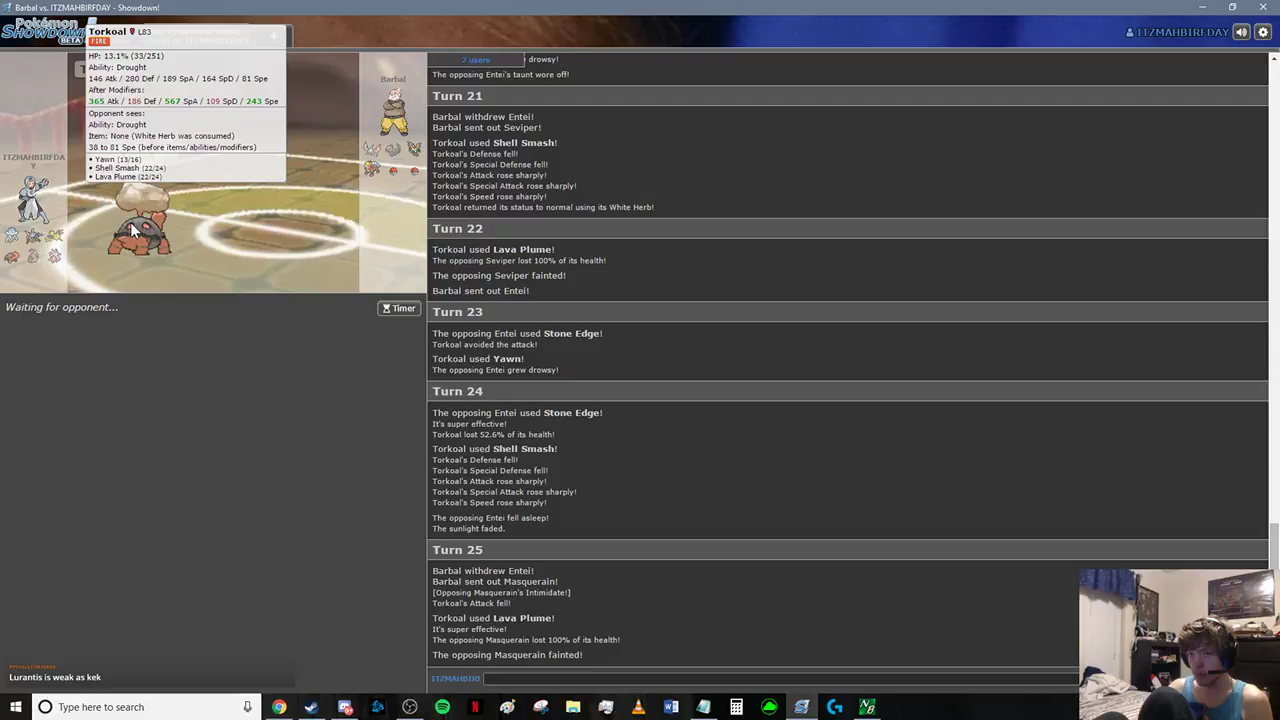 Barbal vs. ITZMAHBIRFDAY - Showdown!
Pokémon
SHOWDOWN
BETA
ITZMAHBIRFDAY
Torkoal L83
FIRE
HP: 13.1% (33/251)
Ability: Drought
146 Atk / 280 Def / 189 SpA / 164 SpD / 81 Spe
After Modifiers:
365 Atk / 186 Def / 567 SpA / 109 SpD / 243 Spe
Opponent sees:
Ability: Drought
Item: None (White Herb was consumed)
38 to 81 Spe (before items/abilities/modifiers)
• Yawn (13/16)
• Shell Smash (22/24)
• Lava Plume (22/24)
Barbal
ITZMAHBIRFDA
Y
Waiting for opponent...
Timer
2 users
drowsy!
The opposing Entei's taunt wore off!
Turn 21
Barbal withdrew Entei!
Barbal sent out Seviper!
Torkoal used Shell Smash!
Torkoal's Defense fell!
Torkoal's Special Defense fell!
Torkoal's Attack rose sharply!
Torkoal's Special Attack rose sharply!
Torkoal's Speed rose sharply!
Torkoal returned its status to normal using its White Herb!
Turn 22
Torkoal used Lava Plume!
The opposing Seviper lost 100% of its health!
The opposing Seviper fainted!
Barbal sent out Entei!
Turn 23
The opposing Entei used Stone Edge!
Torkoal avoided the attack!
Torkoal used Yawn!
The opposing Entei grew drowsy!
Turn 24
The opposing Entei used Stone Edge!
It's super effective!
Torkoal lost 52.6% of its health!
Torkoal used Shell Smash!
Torkoal's Defense fell!
Torkoal's Special Defense fell!
Torkoal's Attack rose sharply!
Torkoal's Special Attack rose sharply!
Torkoal's Speed rose sharply!
The opposing Entei fell asleep!
The sunlight faded.
Turn 25
Barbal withdrew Entei!
Barbal sent out Masquerain!
[Opposing Masquerain's Intimidate!]
Torkoal's Attack fell!
Torkoal used Lava Plume!
It's super effective!
The opposing Masquerain lost 100% of its health!
The opposing Masquerain fainted!
ITZMAHBIRF
Lurantis is weak as kek
Type here to search